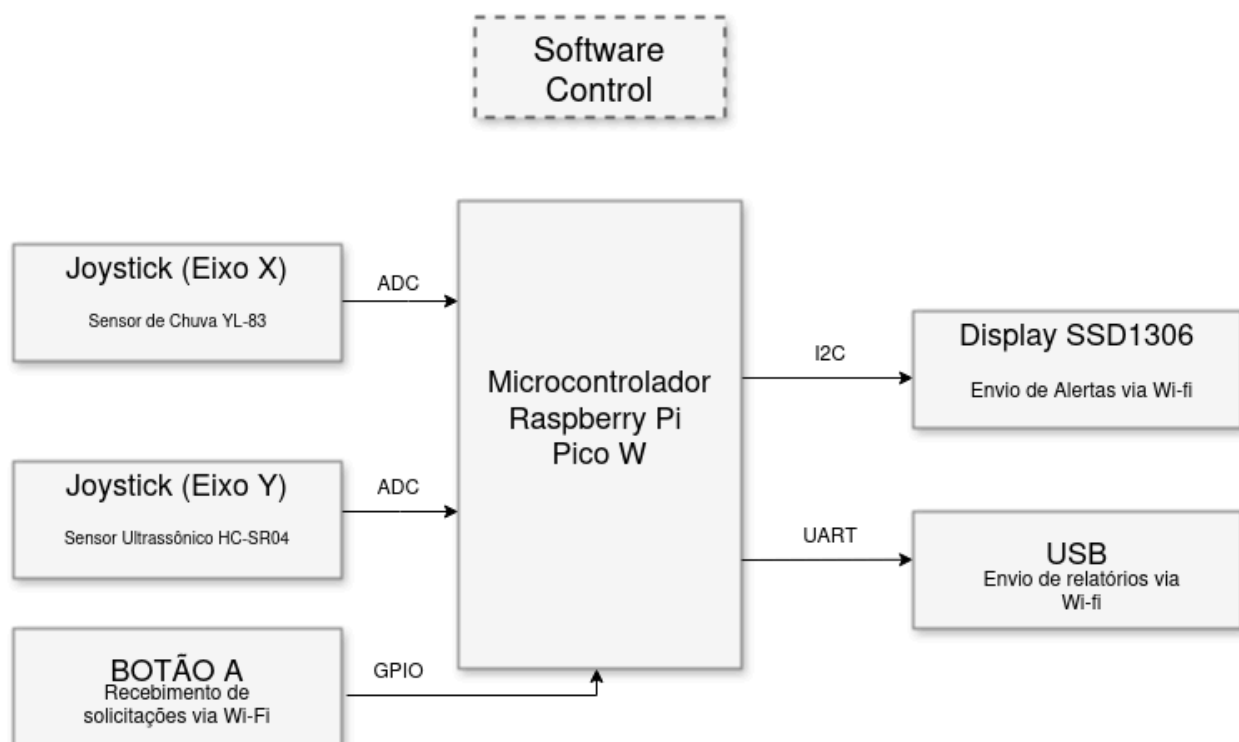 Software
Control
Joystick (Eixo X)
Sensor de Chuva YL-83
ADC
Joystick (Eixo Y)
Sensor Ultrassônico HC-SR04
ADC
BOTÃO A
Recebimento de
solicitações via Wi-Fi
GPIO
Microcontrolador
Raspberry Pi
Pico W
I2C
Display SSD1306
Envio de Alertas via Wi-fi
UART
USB
Envio de relatórios via
Wi-fi